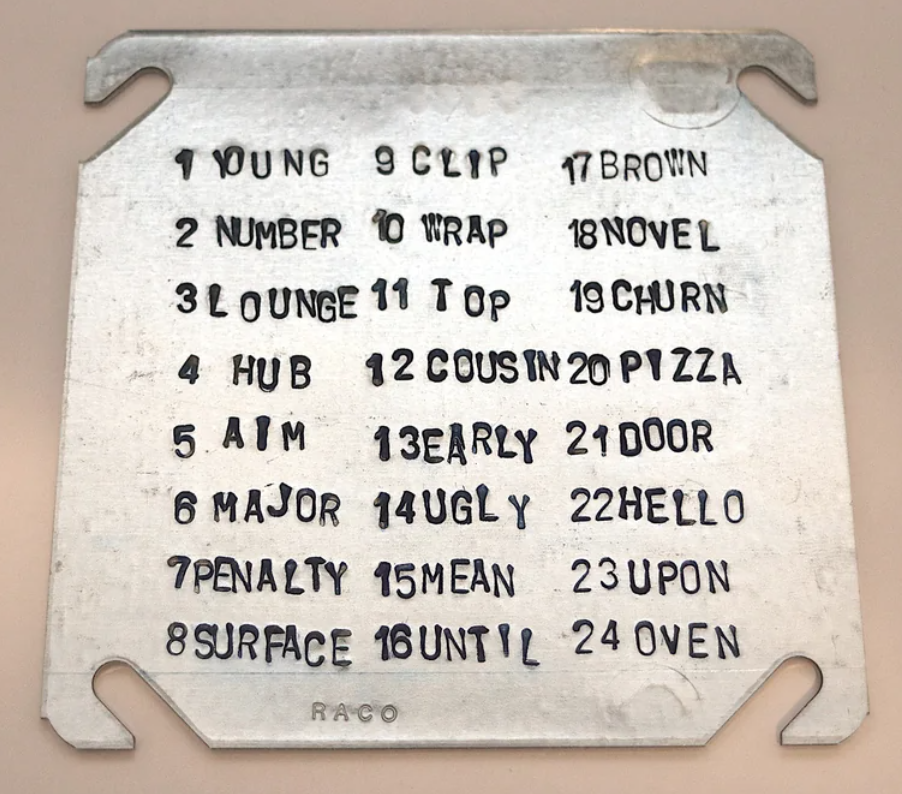 1 YOUNG 9 CLIP 17 BROWN
2 NUMBER 10 WRAP 18 NOVEL
3 LOUNGE 11 TOP 19 CHURN
4 HUB 12 COUSIN 20 PIZZA
5 AIM 13 EARLY 21 DOOR
6 MAJOR 14 UGLY 22 HELLO
7 PENALTY 15 MEAN 23 UPON
8 SURFACE 16 UNTIL 24 OVEN
RACO